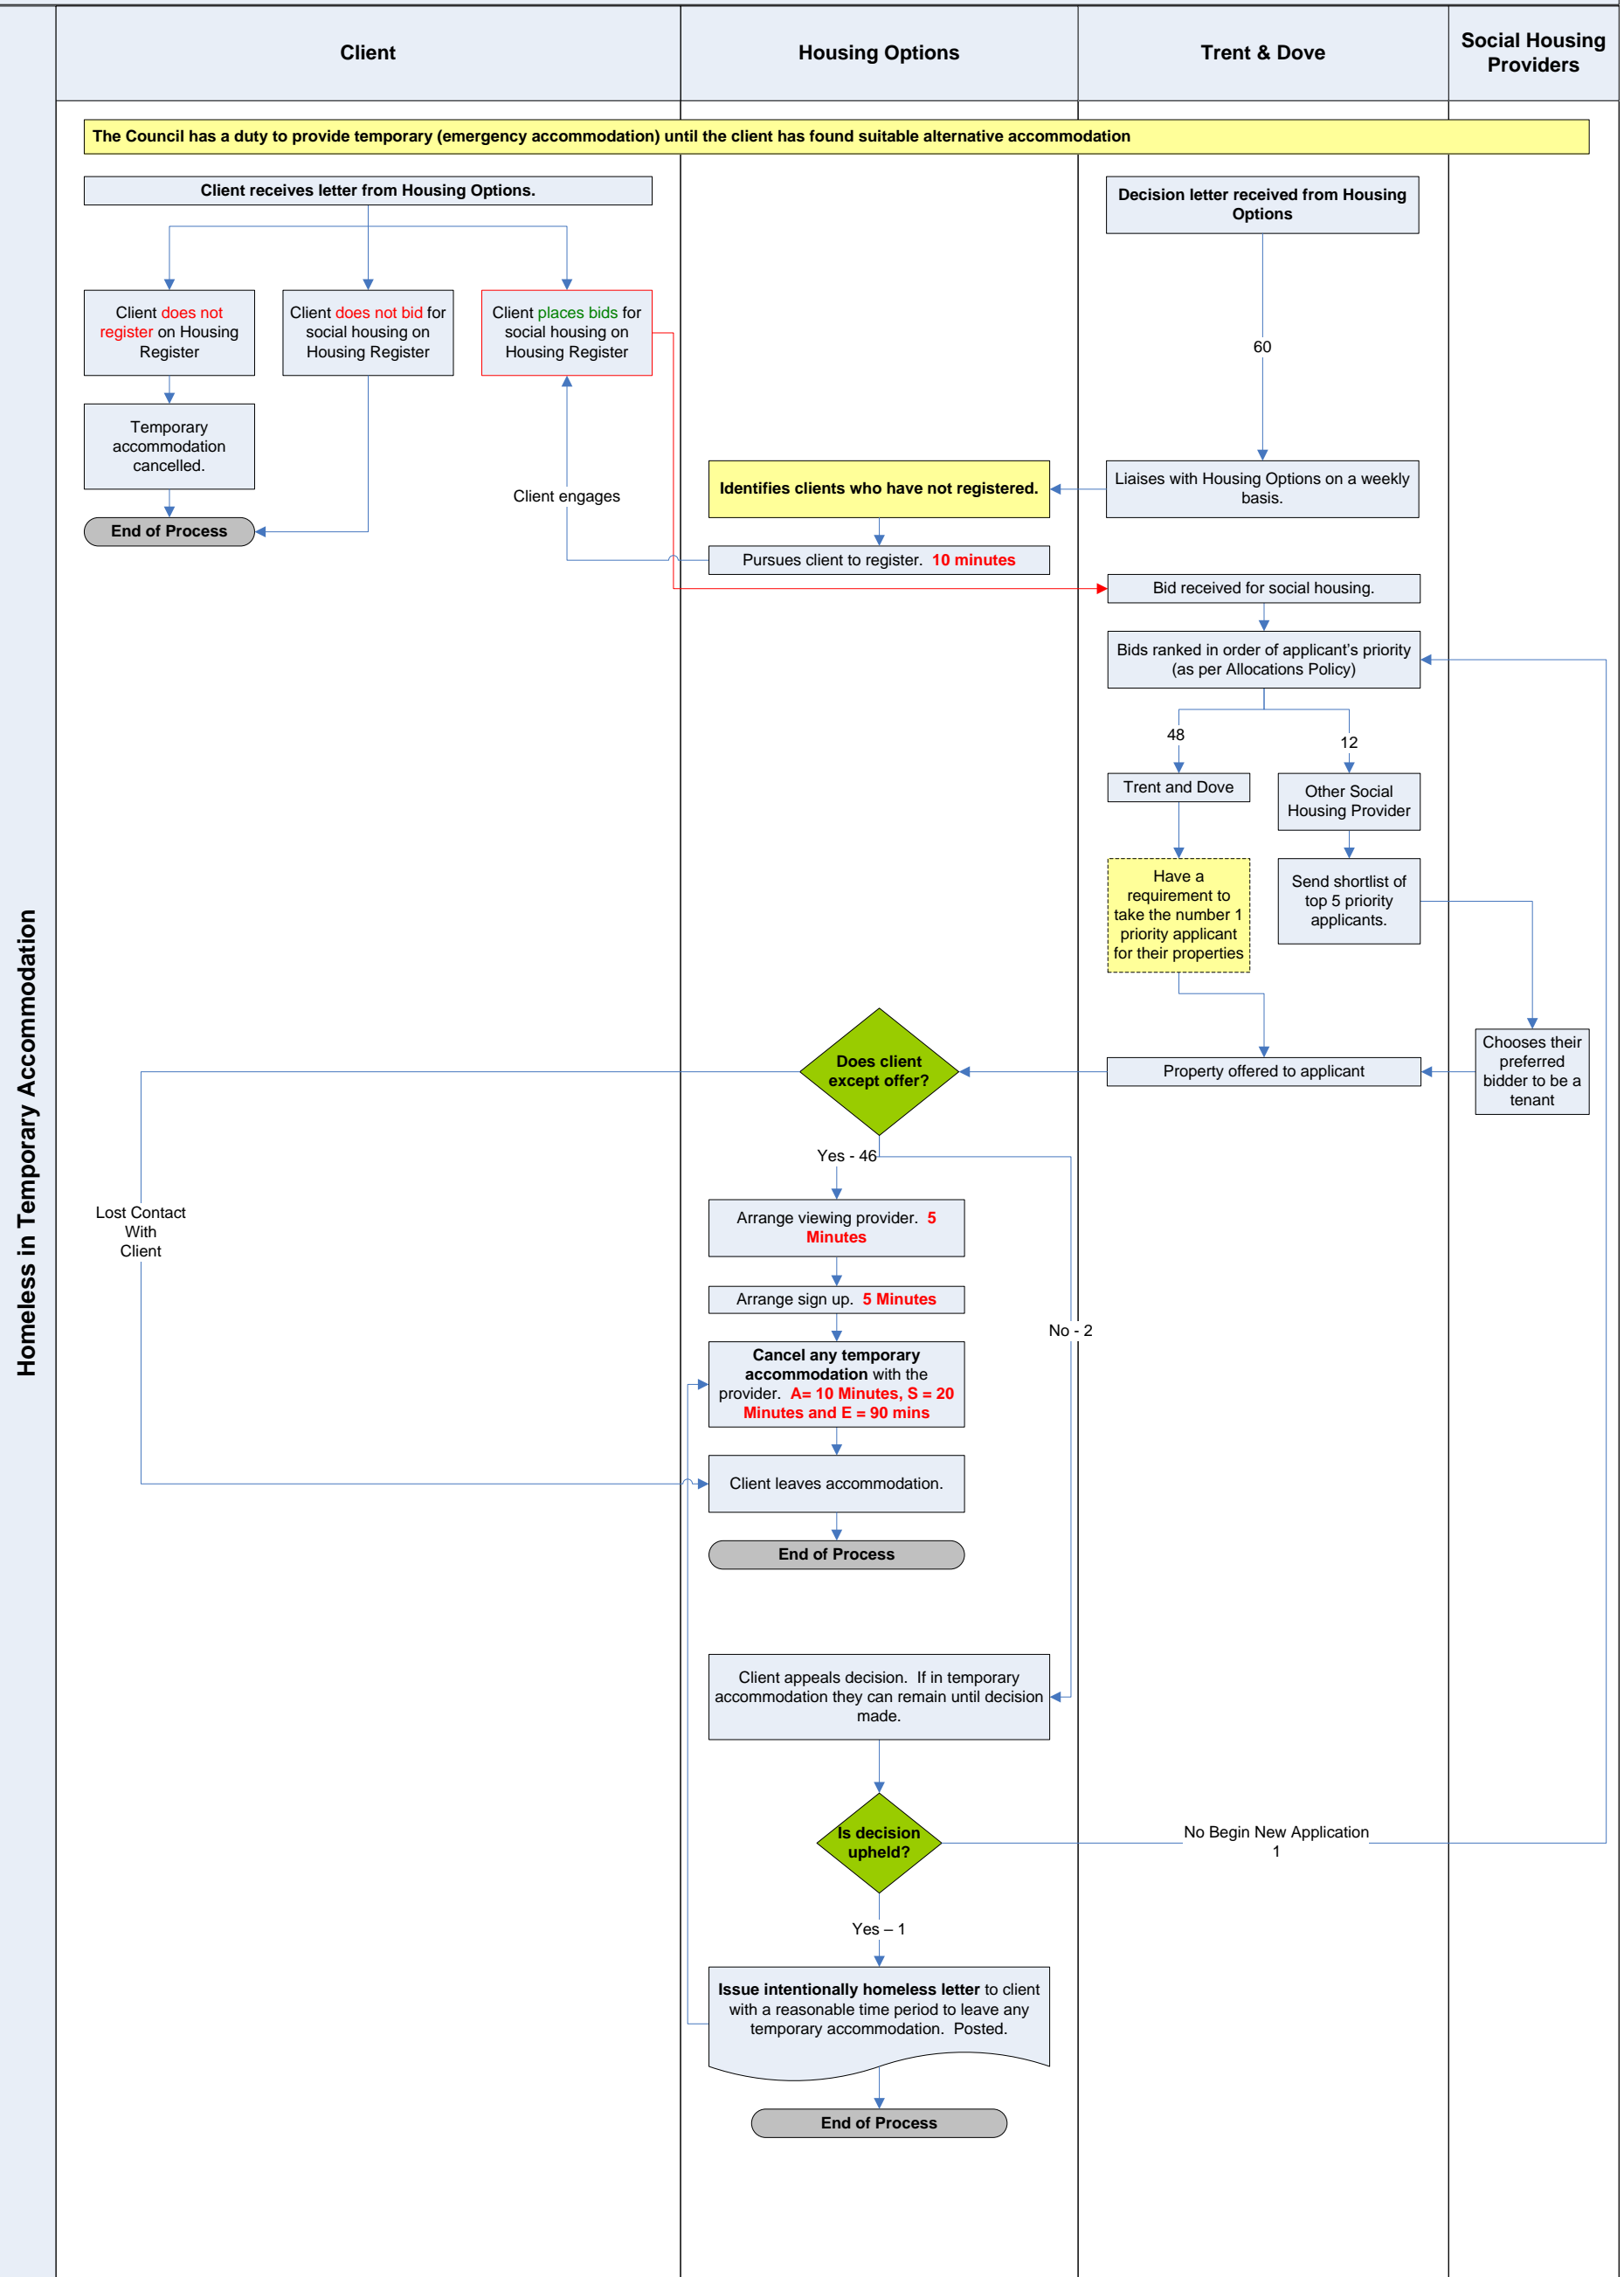 Client
Housing Options
Trent & Dove
Social Housing
Providers
Homeless in Temporary Accommodation
The Council has a duty to provide temporary (emergency accommodation) until the client has found suitable alternative accommodation
Client receives letter from Housing Options.
Decision letter received from Housing
Options
Client does not
register on Housing
Register
Client does not bid for
social housing on
Housing Register
Client places bids for
social housing on
Housing Register
60
Temporary
accommodation
cancelled.
Client engages
Identifies clients who have not registered.
Liaises with Housing Options on a weekly
basis.
End of Process
Pursues client to register. 10 minutes
Bid received for social housing.
Bids ranked in order of applicant's priority
(as per Allocations Policy)
48
12
Trent and Dove
Other Social
Housing Provider
Have a
requirement to
take the number 1
priority applicant
for their properties
Send shortlist of
top 5 priority
applicants.
Does client
except offer?
Property offered to applicant
Chooses their
preferred
bidder to be a
tenant
Yes - 46
Lost Contact
With
Client
Arrange viewing provider. 5
Minutes
Arrange sign up. 5 Minutes
No - 2
Cancel any temporary
accommodation with the
provider. A= 10 Minutes, S = 20
Minutes and E = 90 mins
Client leaves accommodation.
End of Process
Client appeals decision. If in temporary
accommodation they can remain until decision
made.
Is decision
upheld?
No Begin New Application
1
Yes – 1
Issue intentionally homeless letter to client
with a reasonable time period to leave any
temporary accommodation. Posted.
End of Process